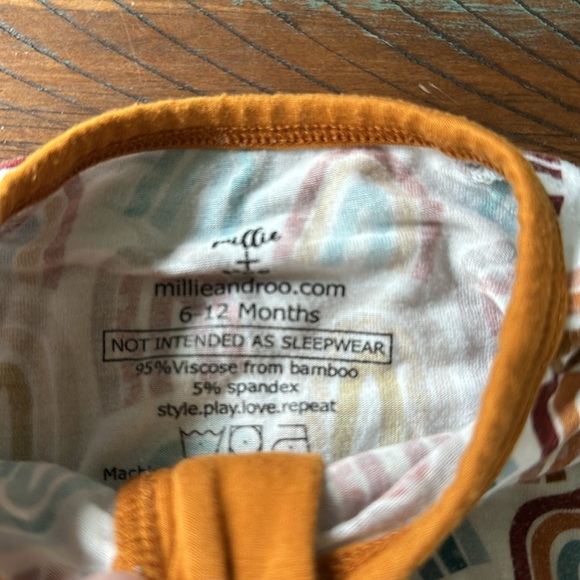 millie
+
millieandroo.com
6-12 Months
NOT INTENDED AS SLEEPWEAR
95%Viscose from bamboo
5% spandex
style.play.love.repeat